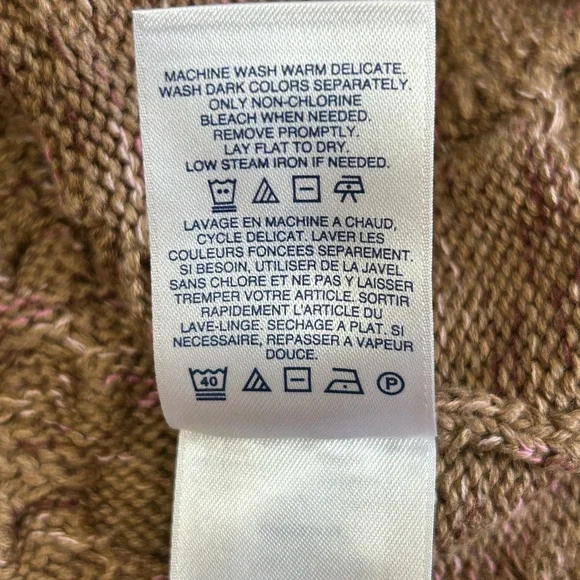 MACHINE WASH WARM DELICATE.
WASH DARK COLORS SEPARATELY.
ONLY NON-CHLORINE
BLEACH WHEN NEEDED.
REMOVE PROMPTLY.
LAY FLAT TO DRY.
LOW STEAM IRON IF NEEDED.
LAVAGE EN MACHINE A CHAUD,
CYCLE DELICAT. LAVER LES
COULEURS FONCEES SEPAREMENT.
SI BESOIN, UTILISER DE LA JAVEL
SANS CHLORE ET NE PAS Y LAISSER
TREMPER VOTRE ARTICLE. SORTIR
RAPIDEMENT L'ARTICLE DU
LAVE-LINGE. SECHAGE A PLAT. SI
NECESSAIRE, REPASSER A VAPEUR
DOUCE.
40 P